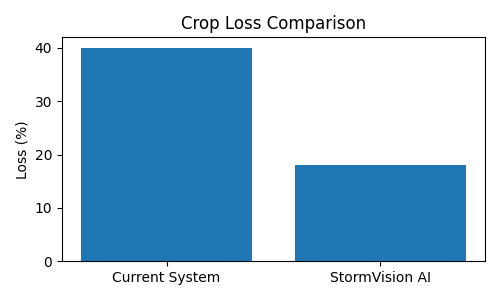 Crop Loss Comparison
Loss (%)
40
30
20
10
0
Current System
StormVision AI